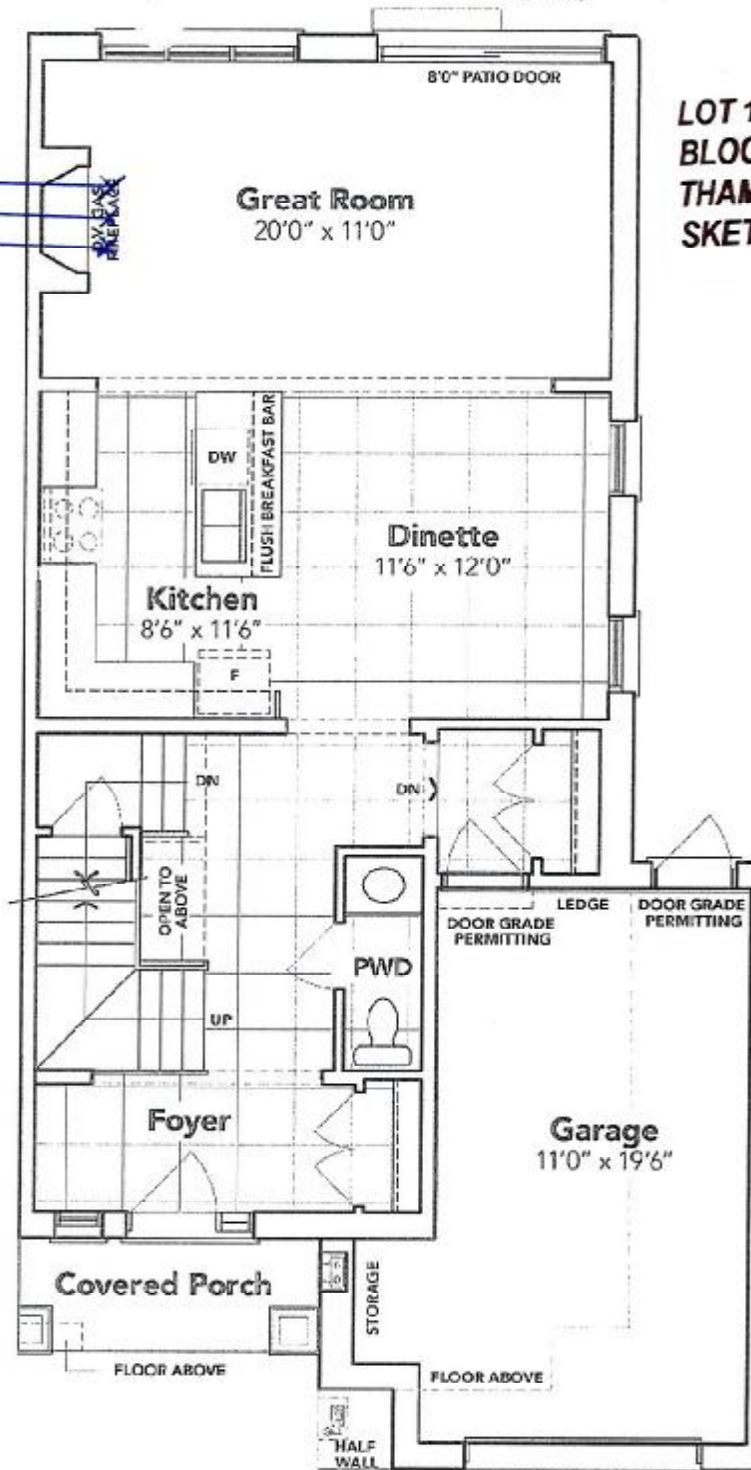 8'0" PATIO DOOR
LOT 1
BLOC
THAM
SKET
D.V. GAS
FIREPLACE
Great Room
20'0" x 11'0"
DW
FLUSH BREAKFAST BAR
Dinette
11'6" x 12'0"
Kitchen
8'6" x 11'6"
F
DN
DN
OPEN TO
ABOVE
LEDGE
DOOR GRADE
PERMITTING
DOOR GRADE
PERMITTING
PWD
UP
Foyer
Garage
11'0" x 19'6"
Covered Porch
STORAGE
FLOOR ABOVE
FLOOR ABOVE
HALF
WALL